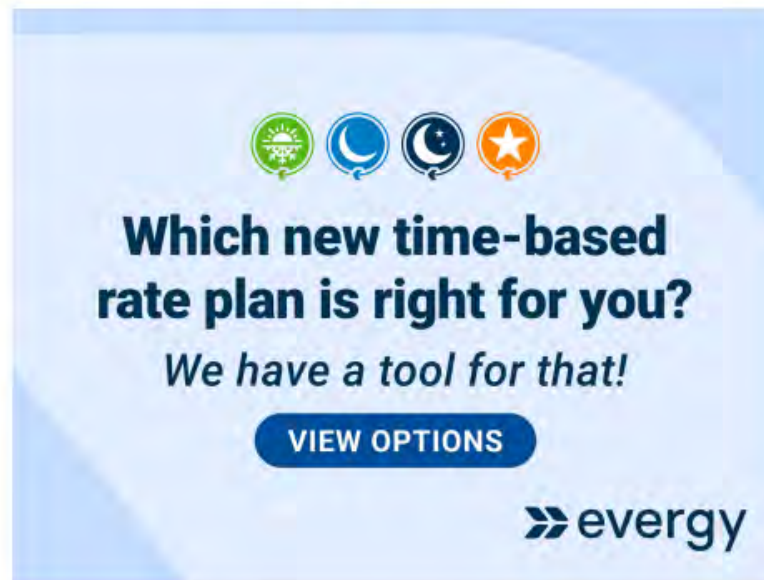 Which new time-based
rate plan is right for you?
We have a tool for that!
VIEW OPTIONS
evergy